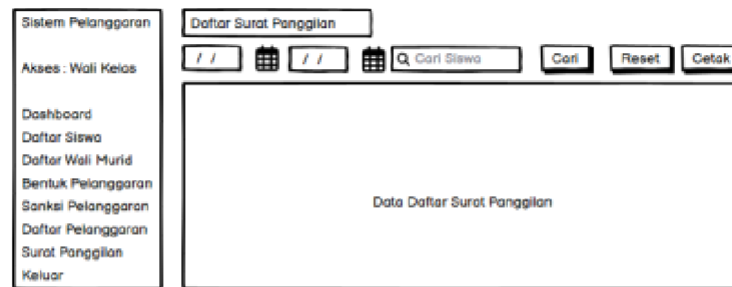 Sistem Pelanggaran
Akses : Wali Kelas
Dashboard
Daftar Siswa
Daftar Wali Murid
Bentuk Pelanggaran
Sanksi Pelanggaran
Daftar Pelanggaran
Surat Panggilan
Keluar
Daftar Surat Panggilan
/ / / / Cari Siswa Cari Reset Cetak
Data Daftar Surat Panggilan